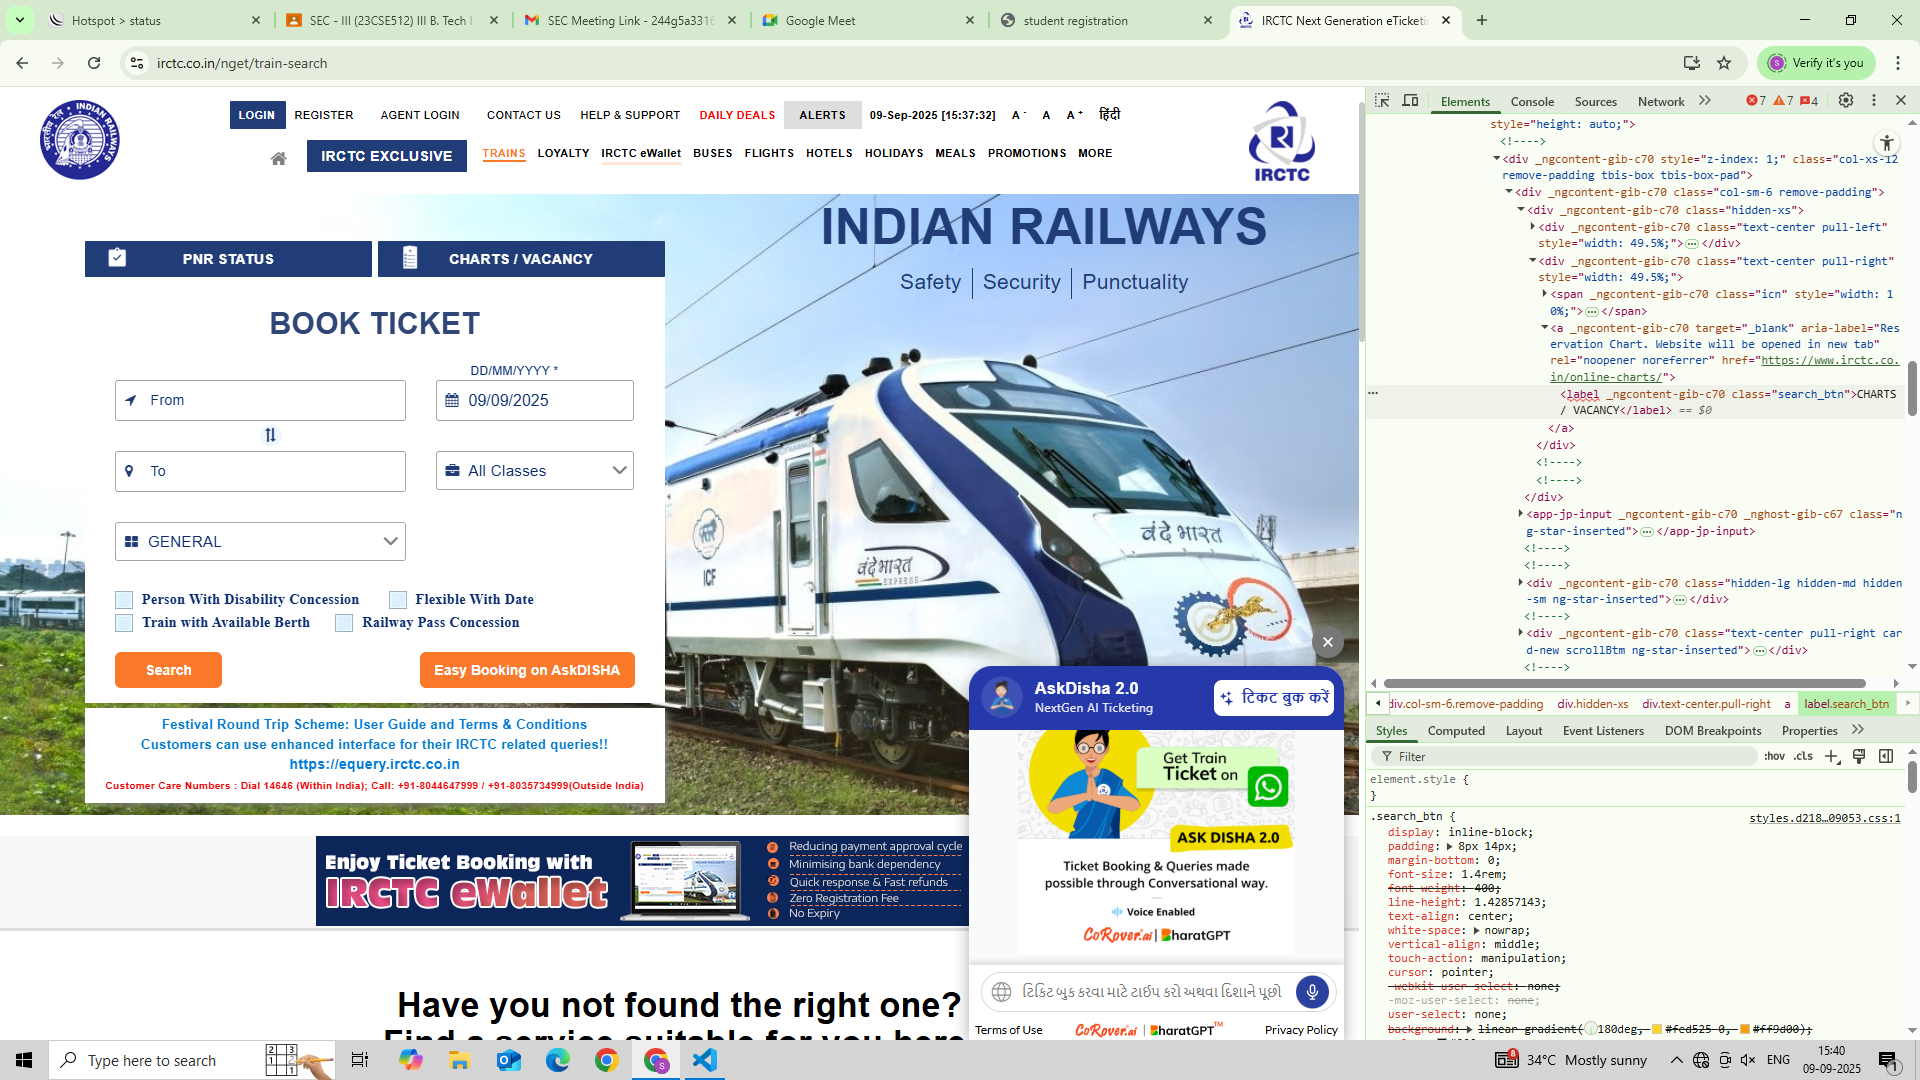 Hotspot > status
SEC - III (23CSE512) III B. Tech
SEC Meeting Link - 244g5a331
Google Meet
student registration
IRCTC Next Generation eTicketi
irctc.co.in/nget/train-search
Verify it's you
LOGIN
REGISTER
AGENT LOGIN
CONTACT US
HELP & SUPPORT
DAILY DEALS
ALERTS
09-Sep-2025 [15:37:32]
A -
A
A +
हिंदी
IRCTC EXCLUSIVE
TRAINS
LOYALTY
IRCTC eWallet
BUSES
FLIGHTS
HOTELS
HOLIDAYS
MEALS
PROMOTIONS
MORE
IRCTC
INDIAN RAILWAYS
Safety | Security | Punctuality
PNR STATUS
CHARTS / VACANCY
BOOK TICKET
DD/MM/YYYY *
From
09/09/2025
To
All Classes
GENERAL
Person With Disability Concession
Flexible With Date
Train with Available Berth
Railway Pass Concession
Search
Easy Booking on AskDISHA
Festival Round Trip Scheme: User Guide and Terms & Conditions
Customers can use enhanced interface for their IRCTC related queries!!
https://equery.irctc.co.in
Customer Care Numbers : Dial 14646 (Within India); Call: +91-8044647999 / +91-8035734999(Outside India)
ICF
वंदे भारत
EXPRESS
वंदे भारत
AskDisha 2.0
NextGen AI Ticketing
टिकट बुक करें
Get Train
Ticket on
ASK DISHA 2.0
Ticket Booking & Queries made
possible through Conversational way.
Voice Enabled
CoRover.ai | BharatGPT
ટિકિટ બુક કરવા માટે ટાઈપ કરો અથવા દિશાને પૂછો
Terms of Use
CoRover.ai | BharatGPT TM
Privacy Policy
Enjoy Ticket Booking with
IRCTC eWallet
Reducing payment approval cycle
Minimising bank dependency
Quick response & Fast refunds
Zero Registration Fee
No Expiry
Have you not found the right one?
Find a service suitable for you here
Elements
Console
Sources
Network
7
7
4
style="height: auto;">
<!---->
<div _ngcontent-gib-c70 style="z-index: 1;" class="col-xs-12
remove-padding tbis-box tbis-box-pad">
<div _ngcontent-gib-c70 class="col-sm-6 remove-padding">
<div _ngcontent-gib-c70 class="hidden-xs">
<div _ngcontent-gib-c70 class="text-center pull-left"
style="width: 49.5%;">…</div>
<div _ngcontent-gib-c70 class="text-center pull-right"
style="width: 49.5%;">
<span _ngcontent-gib-c70 class="icn" style="width: 1
0%;">…</span>
<a _ngcontent-gib-c70 target="_blank" aria-label="Res
ervation Chart. Website will be opened in new tab"
rel="noopener noreferrer" href="https://www.irctc.co.
in/online-charts/">
<label _ngcontent-gib-c70 class="search_btn">CHARTS
/ VACANCY</label> == $0
</a>
</div>
<!---->
<!---->
</div>
<app-jp-input _ngcontent-gib-c70 _nghost-gib-c67 class="n
g-star-inserted">…</app-jp-input>
<!---->
<!---->
<div _ngcontent-gib-c70 class="hidden-lg hidden-md hidden
-sm ng-star-inserted">…</div>
<!---->
<div _ngcontent-gib-c70 class="text-center pull-right car
d-new scrollBtm ng-star-inserted">…</div>
<!---->
div.col-sm-6.remove-padding
div.hidden-xs
div.text-center.pull-right
a
label.search_btn
Styles
Computed
Layout
Event Listeners
DOM Breakpoints
Properties
Filter
:hov
.cls
element.style {
}
.search_btn {
styles.d218…09053.css:1
display: inline-block;
padding: 8px 14px;
margin-bottom: 0;
font-size: 1.4rem;
font-weight: 400;
line-height: 1.42857143;
text-align: center;
white-space: nowrap;
vertical-align: middle;
touch-action: manipulation;
cursor: pointer;
-webkit-user-select: none;
-moz-user-select: none;
user-select: none;
background: linear-gradient(180deg, #fed525 0, #ff9d00);
Type here to search
34°C Mostly sunny
ENG
15:40
09-09-2025
8
1